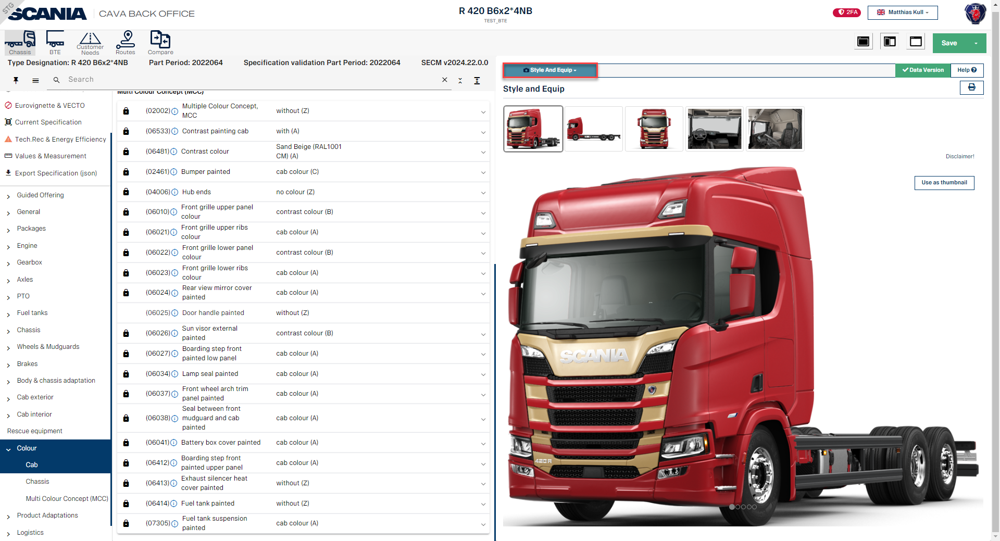 STG
SCANIA
CAVA BACK OFFICE
R 420 B6x2*4NB
TEST_BTE
2FA
Matthias Kull
Chassis
BTE
Customer
Needs
Routes
Compare
Save
Type Designation: R 420 B6x2*4NB
Part Period: 2022064
Specification validation Part Period: 2022064
SECM v2024.22.0.0
Search
Eurovignette & VECTO
Current Specification
Tech.Rec & Energy Efficiency
Values & Measurement
Export Specification (json)
Guided Offering
General
Packages
Engine
Gearbox
Axles
PTO
Fuel tanks
Chassis
Wheels & Mudguards
Brakes
Body & chassis adaptation
Cab exterior
Cab interior
Rescue equipment
Colour
Cab
Chassis
Multi Colour Concept (MCC)
Product Adaptations
Logistics
Multi Colour Concept (MCC)
(02002) Multiple Colour Concept, without (Z)
MCC
(06533) Contrast painting cab with (A)
(06481) Contrast colour Sand Beige (RAL1001
CM) (A)
(02461) Bumper painted cab colour (C)
(04006) Hub ends no colour (Z)
(06010) Front grille upper panel contrast colour (B)
colour
(06021) Front grille upper ribs cab colour (A)
colour
(06022) Front grille lower panel contrast colour (B)
colour
(06023) Front grille lower ribs cab colour (A)
colour
(06024) Rear view mirror cover cab colour (A)
painted
(06025) Door handle painted without (Z)
(06026) Sun visor external contrast colour (B)
painted
(06027) Boarding step front cab colour (A)
painted low panel
(06034) Lamp seal painted cab colour (A)
(06037) Front wheel arch trim cab colour (A)
panel painted
(06038) Seal between front
mudguard and cab cab colour (A)
painted
(06041) Battery box cover painted cab colour (A)
(06412) Boarding step front cab colour (A)
painted upper panel
(06413) Exhaust silencer heat without (Z)
cover painted
(06414) Fuel tank painted without (Z)
(07305) Fuel tank suspension cab colour (A)
painted
Style And Equip
Data Version
Help
Style and Equip
Disclaimer!
Use as thumbnail
SCANIA
420 R